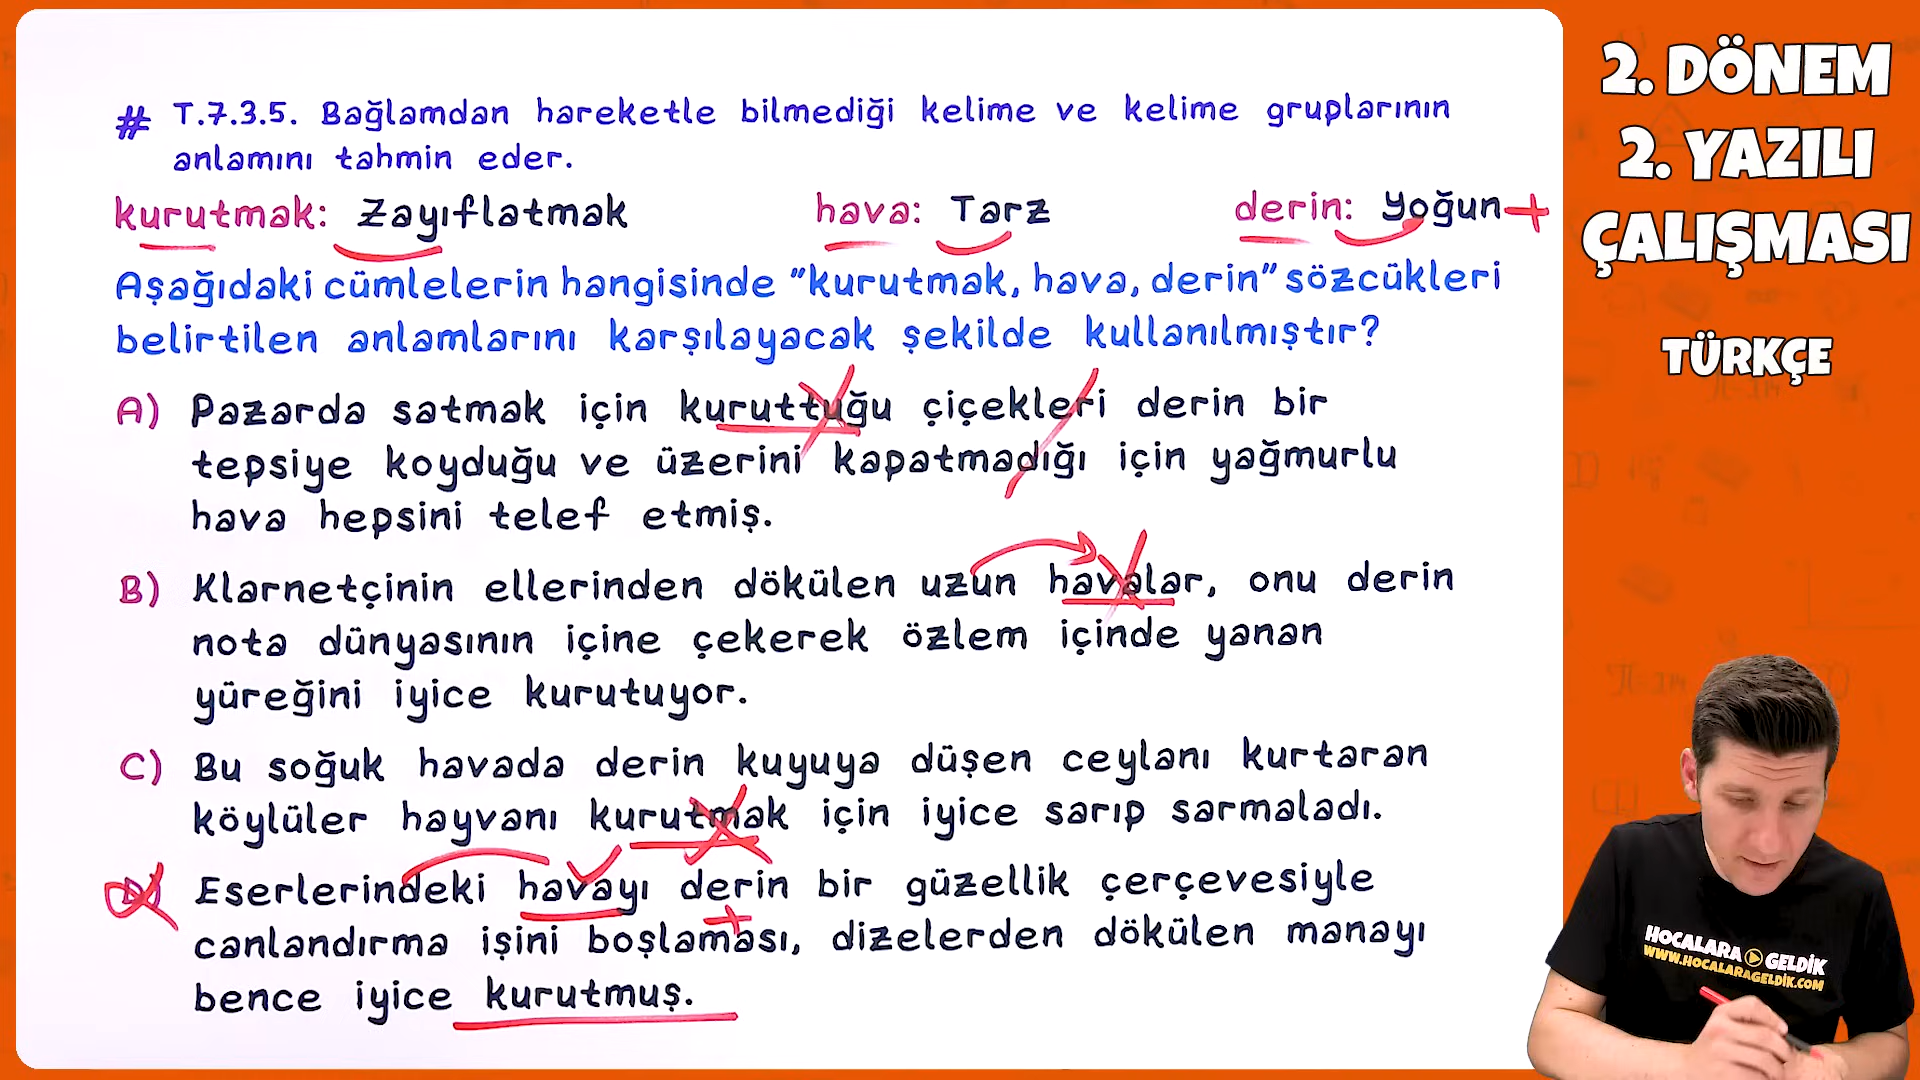 # T.7.3.5. Bağlamdan hareketle bilmediği kelime ve kelime gruplarının
anlamını tahmin eder.
kurutmak: Zayıflatmak hava: Tarz derin: Yoğun
Aşağıdaki cümlelerin hangisinde "kurutmak, hava, derin" sözcükleri
belirtilen anlamlarını karşılayacak şekilde kullanılmıştır?
A) Pazarda satmak için kuruttuğu çiçekleri derin bir
tepsiye koyduğu ve üzerini kapatmadığı için yağmurlu
hava hepsini telef etmiş.
B) Klarnetçinin ellerinden dökülen uzun havalar, onu derin
nota dünyasının içine çekerek özlem içinde yanan
yüreğini iyice kurutuyor.
C) Bu soğuk havada derin kuyuya düşen ceylanı kurtaran
köylüler hayvanı kurutmak için iyice sarıp sarmaladı.
D) Eserlerindeki havayı derin bir güzellik çerçevesiyle
canlandırma işini boşlaması, dizelerden dökülen manayı
bence iyice kurutmuş.
2. DÖNEM
2. YAZILI
ÇALIŞMASI
TÜRKÇE
HOCALARA GELDİK
WWW.HOCALARAGELDİK.COM